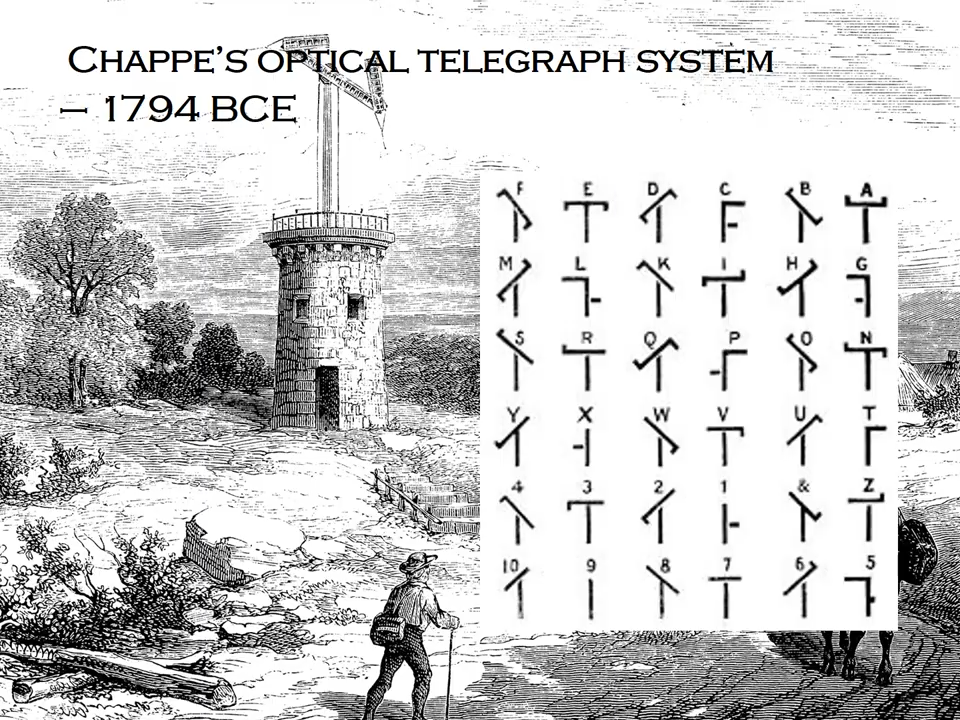 Chappe's optical telegraph system
– 1794 BCE
F E D C B A
M L K I H G
S R Q P O N
Y X W V U T
4 3 2 1 & Z
10 9 8 7 6 5